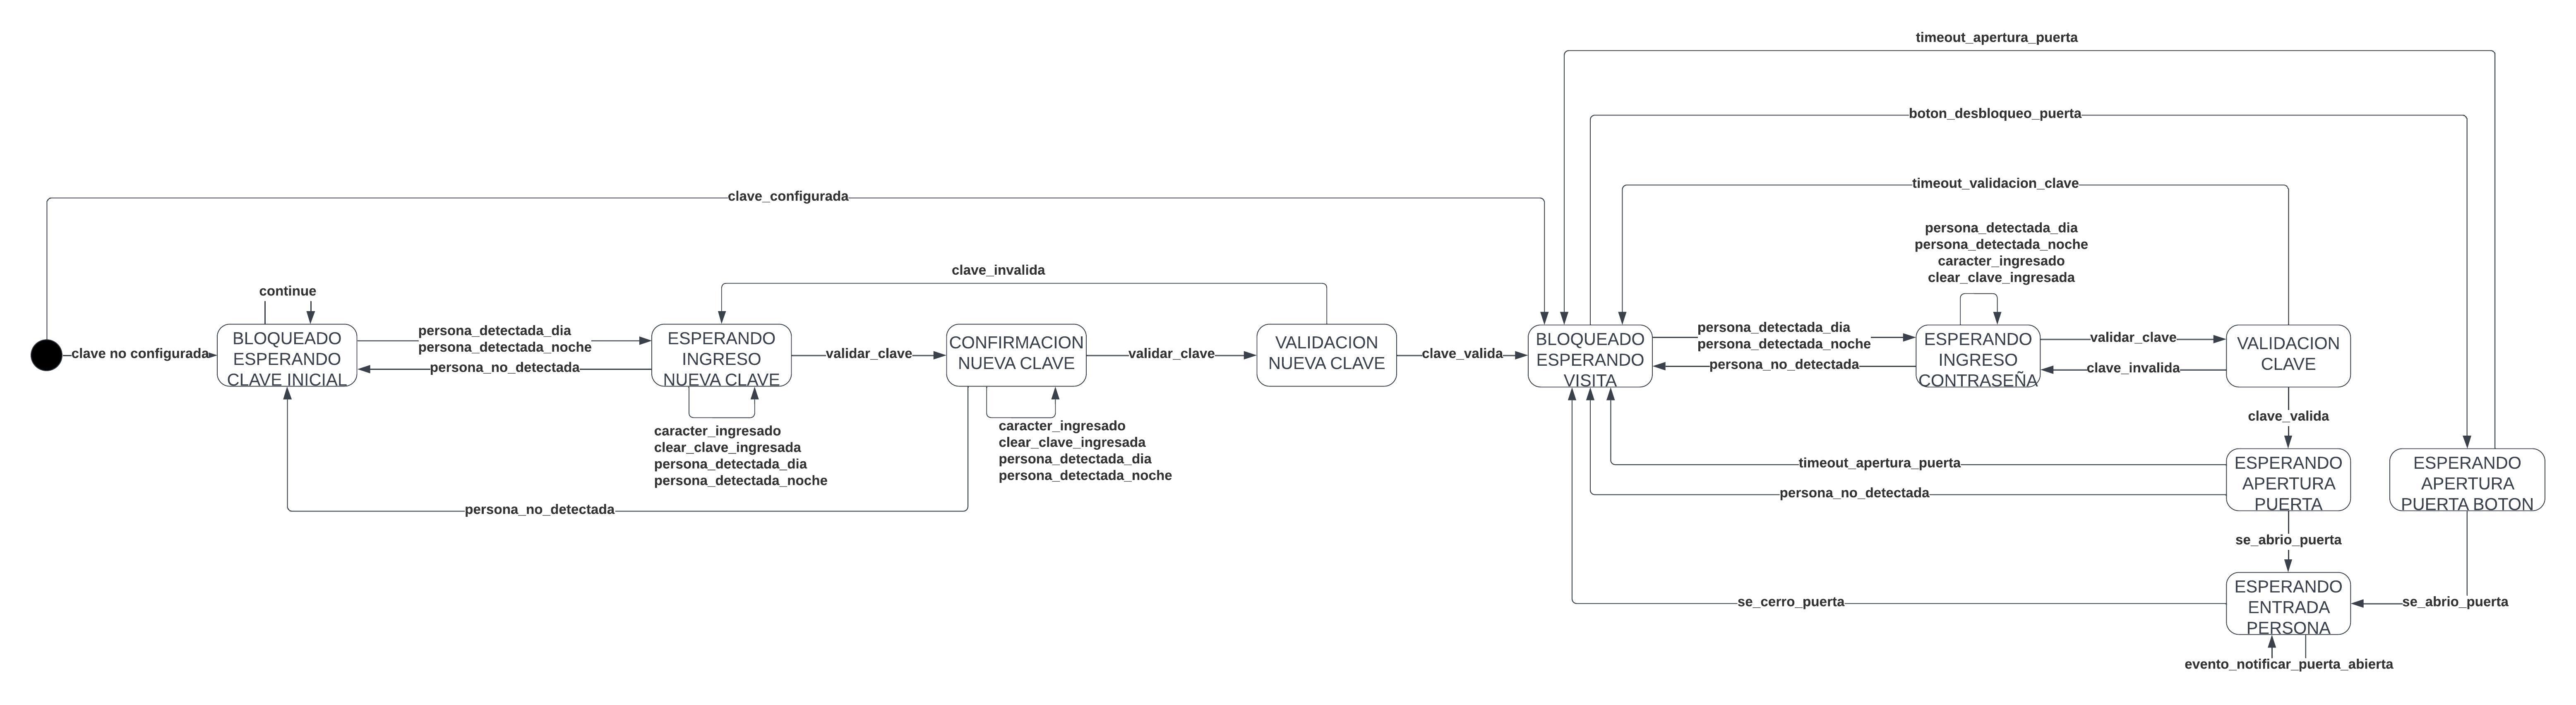 timeout_apertura_puerta
boton_desbloqueo_puerta
timeout_validacion_clave
clave_configurada
persona_detectada_dia
persona_detectada_noche
caracter_ingresado
clear_clave_ingresada
clave_invalida
continue
clave no configurada
BLOQUEADO
ESPERANDO
CLAVE INICIAL
persona_detectada_dia
persona_detectada_noche
persona_no_detectada
ESPERANDO
INGRESO
NUEVA CLAVE
validar_clave
CONFIRMACION
NUEVA CLAVE
validar_clave
VALIDACION
NUEVA CLAVE
clave_valida
BLOQUEADO
ESPERANDO
VISITA
persona_detectada_dia
persona_detectada_noche
persona_no_detectada
ESPERANDO
INGRESO
CONTRASEÑA
validar_clave
clave_invalida
VALIDACION
CLAVE
caracter_ingresado
clear_clave_ingresada
persona_detectada_dia
persona_detectada_noche
caracter_ingresado
clear_clave_ingresada
persona_detectada_dia
persona_detectada_noche
persona_no_detectada
clave_valida
timeout_apertura_puerta
persona_no_detectada
ESPERANDO
APERTURA
PUERTA
ESPERANDO
APERTURA
PUERTA BOTON
se_abrio_puerta
se_cerro_puerta
ESPERANDO
ENTRADA
PERSONA
se_abrio_puerta
evento_notificar_puerta_abierta